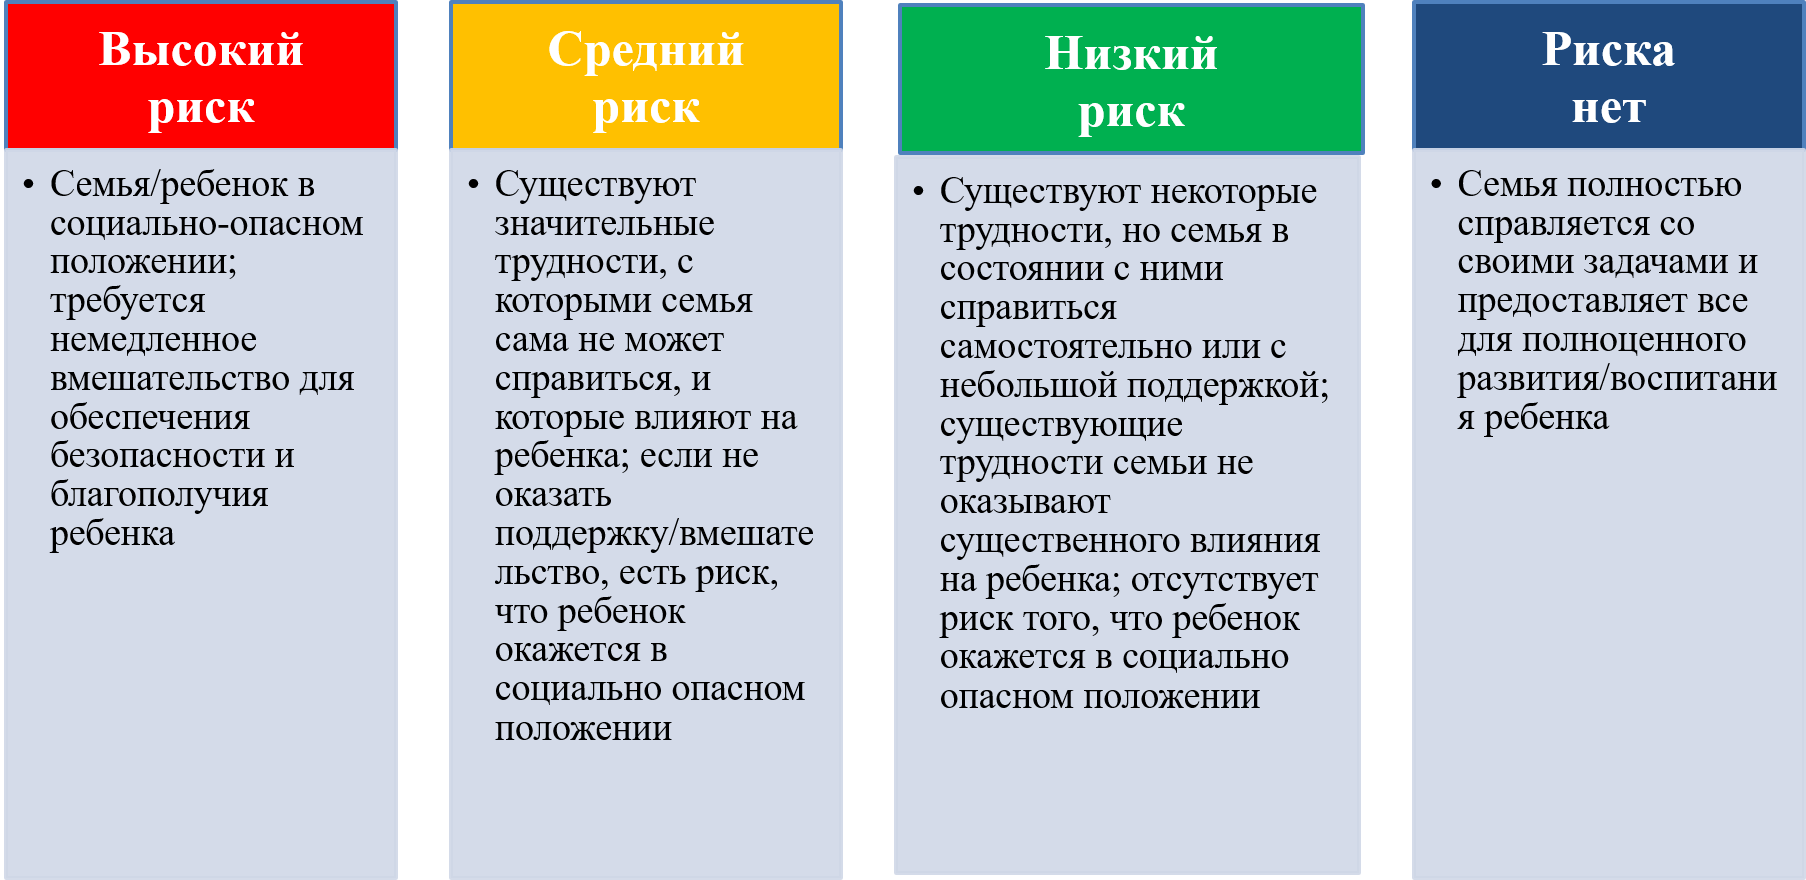 Высокий
риск
• Семья/ребенок в
социально-опасном
положении;
требуется
немедленное
вмешательство для
обеспечения
безопасности и
благополучия
ребенка
Средний
риск
• Существуют
значительные
трудности, с
которыми семья
сама не может
справиться, и
которые влияют на
ребенка; если не
оказать
поддержку/вмешате
льство, есть риск,
что ребенок
окажется в
социально опасном
положении
Низкий
риск
• Существуют некоторые
трудности, но семья в
состоянии с ними
справиться
самостоятельно или с
небольшой поддержкой;
существующие
трудности семьи не
оказывают
существенного влияния
на ребенка; отсутствует
риск того, что ребенок
окажется в социально
опасном положении
Риска
нет
• Семья полностью
справляется со
своими задачами и
предоставляет все
для полноценного
развития/воспитани
я ребенка